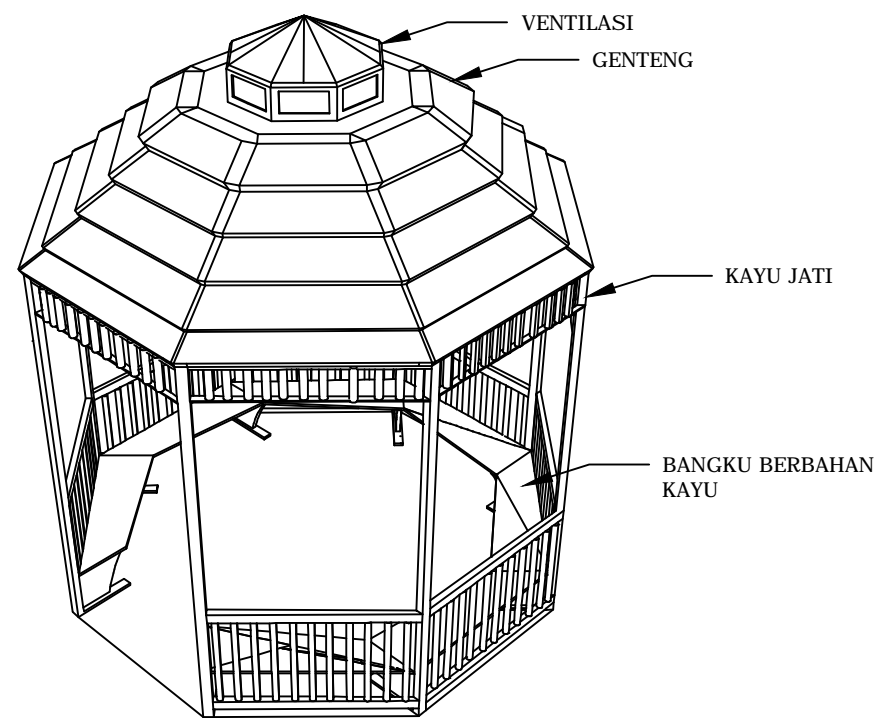 VENTILASI
GENTENG
KAYU JATI
BANGKU BERBAHAN
KAYU